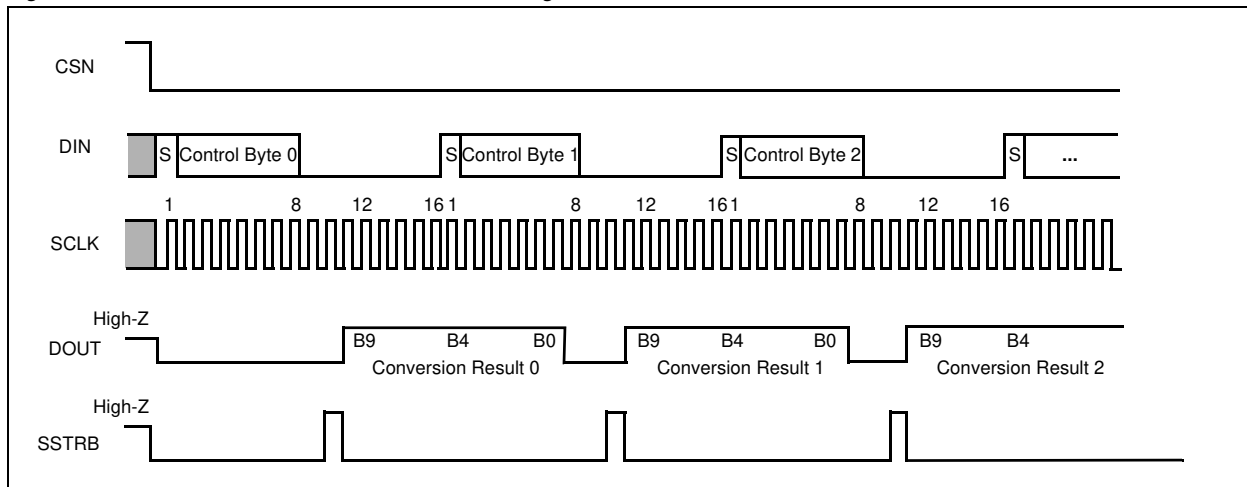 CSN
DIN
S Control Byte 0 S Control Byte 1 S Control Byte 2 S ...
1 8 12 16 1 8 12 16 1 8 12 16
SCLK
High-Z
DOUT
B9 B4 B0 B9 B4 B0 B9 B4
Conversion Result 0 Conversion Result 1 Conversion Result 2
High-Z
SSTRB